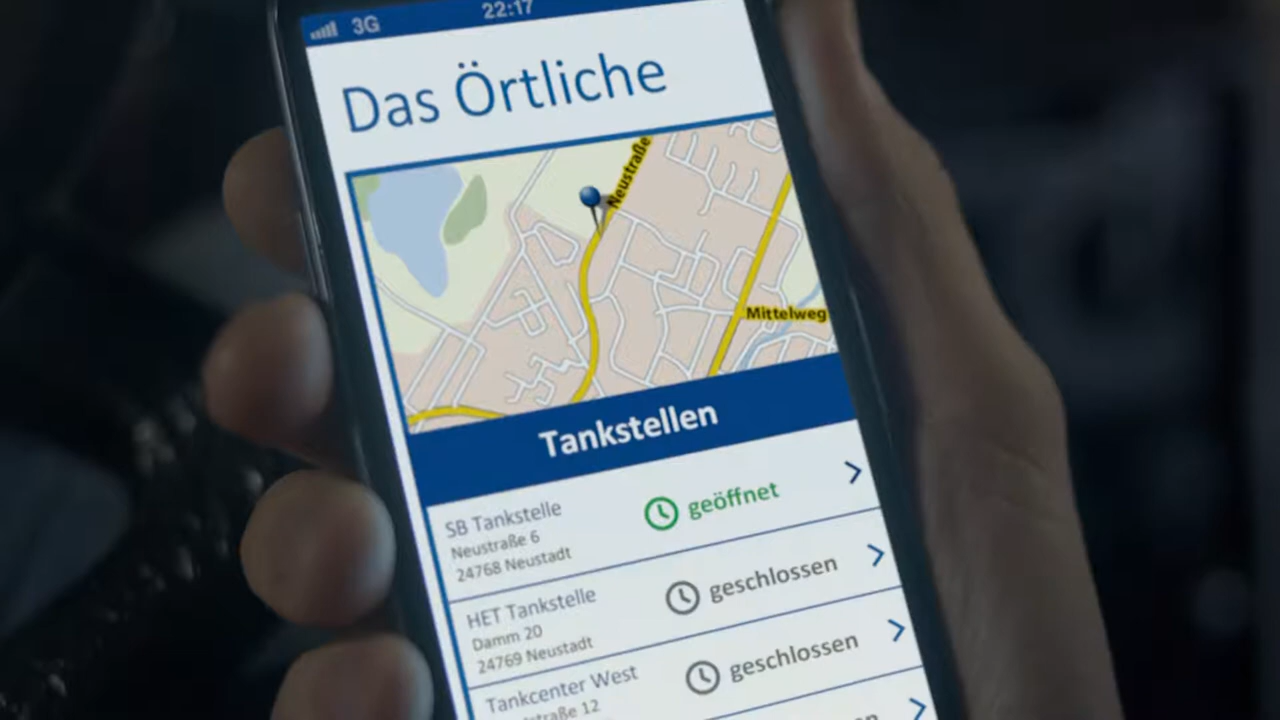 3G 22:17
Das Örtliche
Neustraße
Mittelweg
Tankstellen
SB Tankstelle
geöffnet
Neustraße 6
24768 Neustadt
HET Tankstelle
geschlossen
Damm 20
24769 Neustadt
Tankcenter West
geschlossen
12